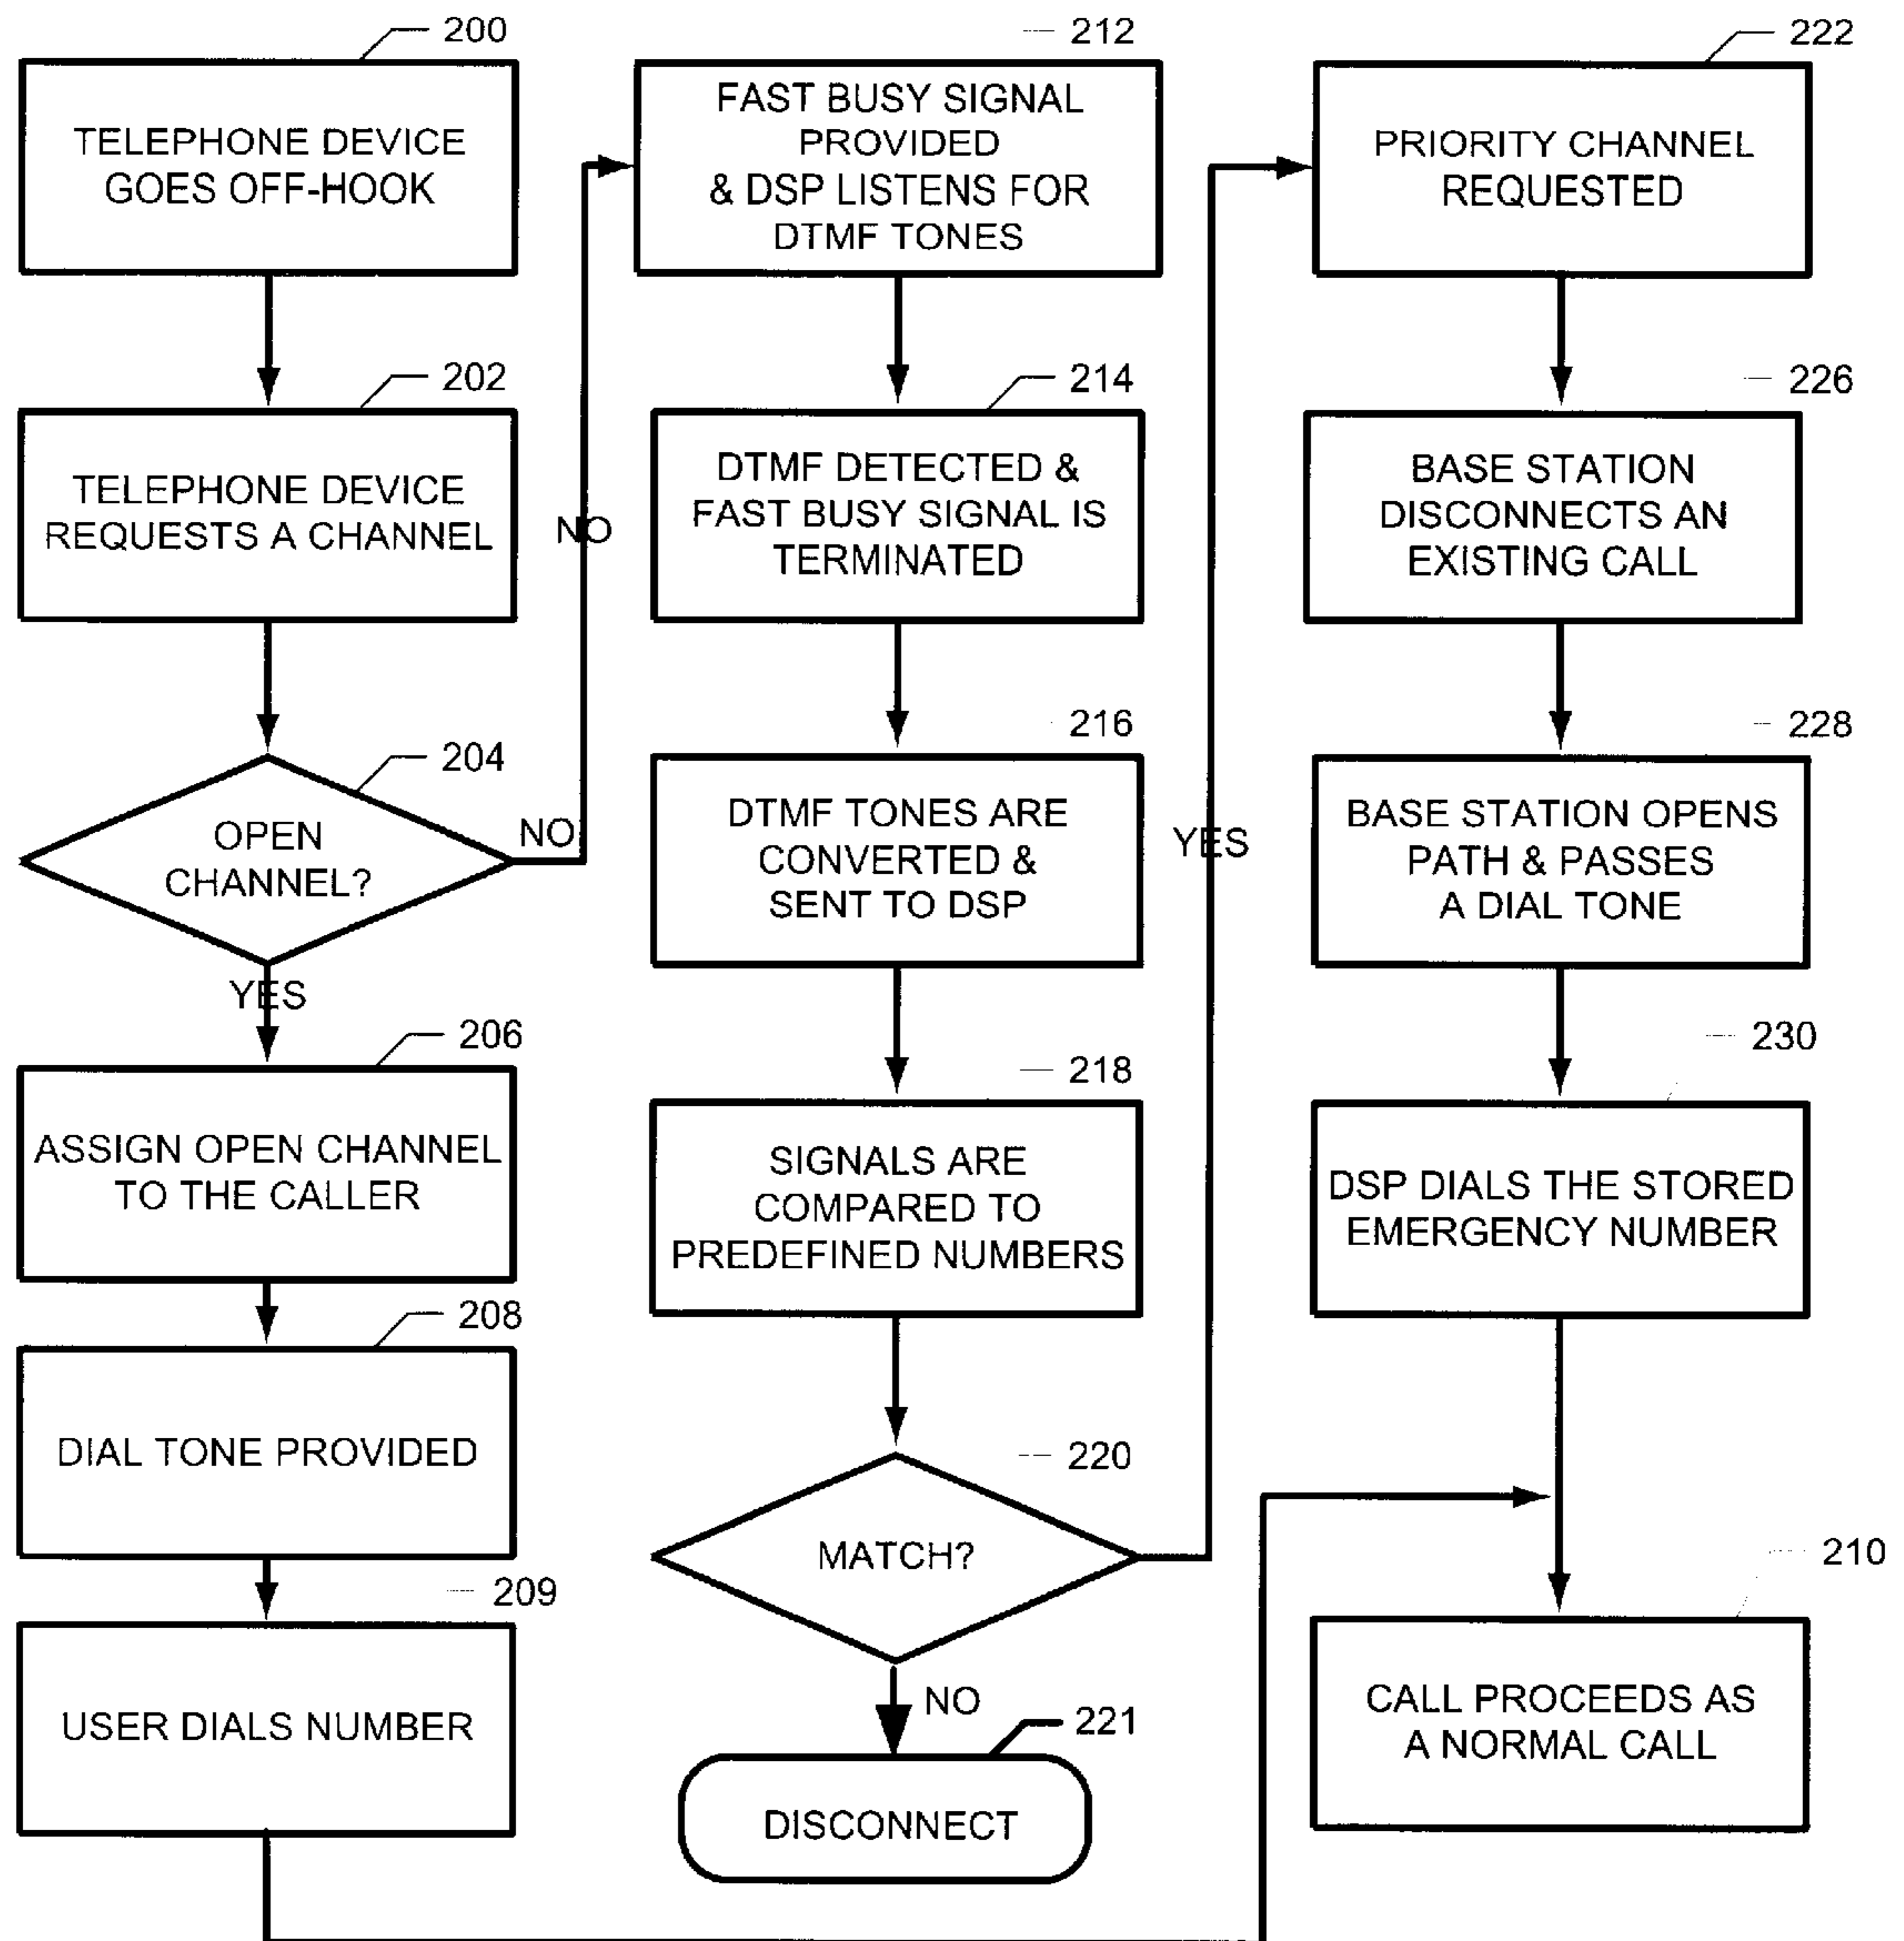 200
TELEPHONE DEVICE
GOES OFF-HOOK
202
TELEPHONE DEVICE
REQUESTS A CHANNEL
204
OPEN
CHANNEL?
NO
NO
YES
206
ASSIGN OPEN CHANNEL
TO THE CALLER
208
DIAL TONE PROVIDED
209
USER DIALS NUMBER
212
FAST BUSY SIGNAL
PROVIDED
& DSP LISTENS FOR
DTMF TONES
214
DTMF DETECTED &
FAST BUSY SIGNAL IS
TERMINATED
216
DTMF TONES ARE
CONVERTED &
SENT TO DSP
218
SIGNALS ARE
COMPARED TO
PREDEFINED NUMBERS
220
MATCH?
YES
NO
221
DISCONNECT
222
PRIORITY CHANNEL
REQUESTED
226
BASE STATION
DISCONNECTS AN
EXISTING CALL
228
BASE STATION OPENS
PATH & PASSES
A DIAL TONE
230
DSP DIALS THE STORED
EMERGENCY NUMBER
210
CALL PROCEEDS AS
A NORMAL CALL